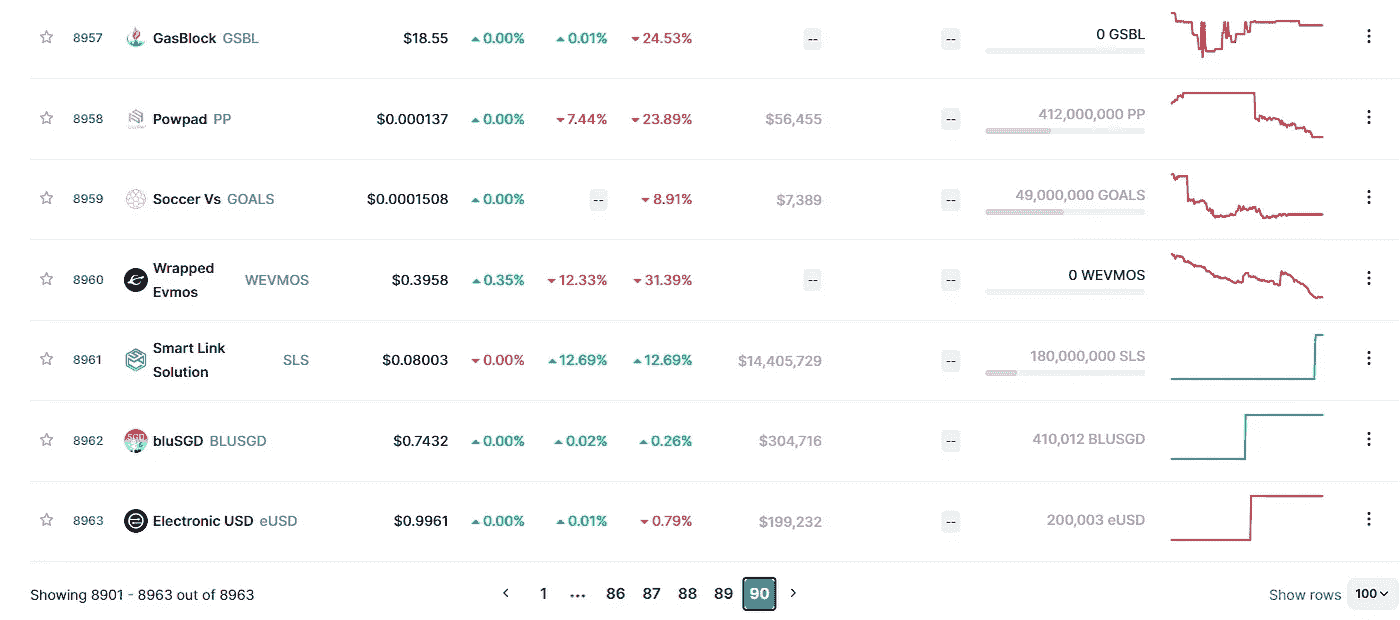 8957 GasBlock GSBL $18.55 0.00% 0.01% 24.53% -- -- 0 GSBL
8958 Powpad PP $0.000137 0.00% 7.44% 23.89% $56,455 -- 412,000,000 PP
8959 Soccer Vs GOALS $0.0001508 0.00% -- 8.91% $7,389 -- 49,000,000 GOALS
8960 Wrapped Evmos WEVMOS $0.3958 0.35% 12.33% 31.39% -- -- 0 WEVMOS
8961 Smart Link Solution SLS $0.08003 0.00% 12.69% 12.69% $14,405,729 -- 180,000,000 SLS
8962 bluSGD BLUSGD $0.7432 0.00% 0.02% 0.26% $304,716 -- 410,012 BLUSGD
8963 Electronic USD eUSD $0.9961 0.00% 0.01% 0.79% $199,232 -- 200,003 eUSD
Showing 8901 - 8963 out of 8963 < 1 ... 86 87 88 89 90 > Show rows 100